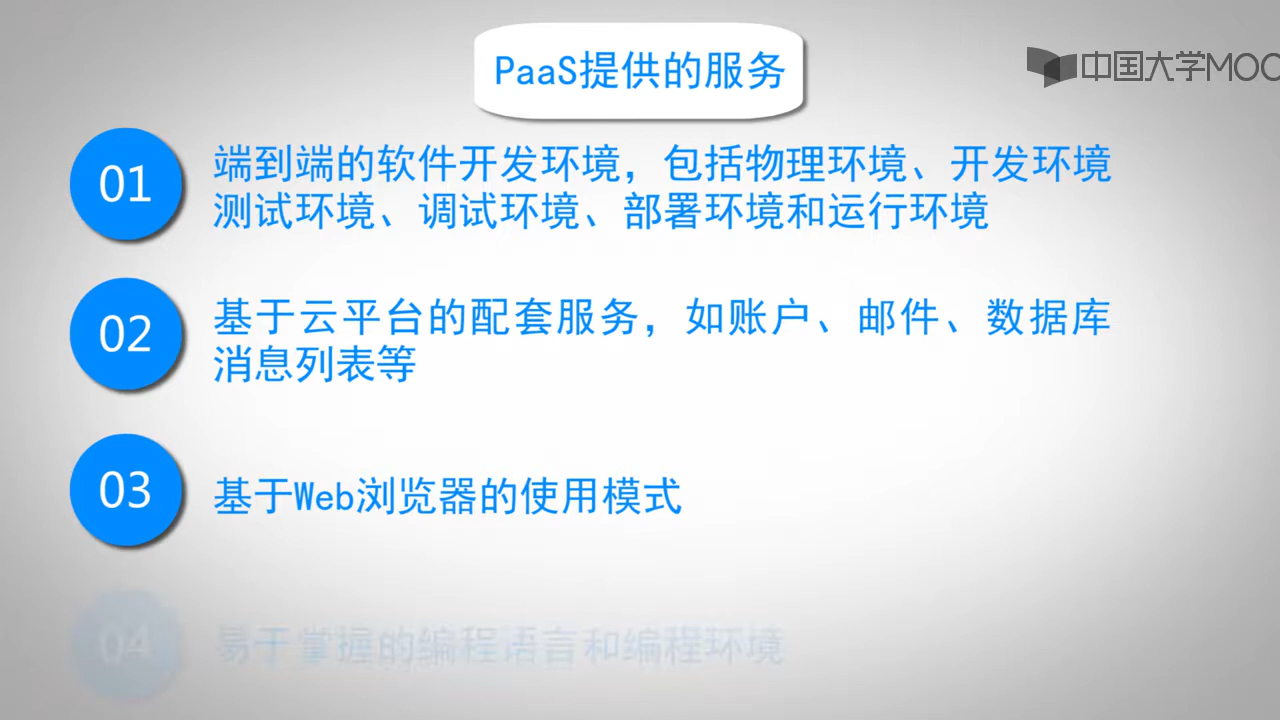 PaaS提供的服务
中国大学MOO
01
端到端的软件开发环境，包括物理环境、开发环境
测试环境、调试环境、部署环境和运行环境
02
基于云平台的配套服务，如账户、邮件、数据库
消息列表等
03
基于Web浏览器的使用模式
04
易于掌握的编程语言和编程环境